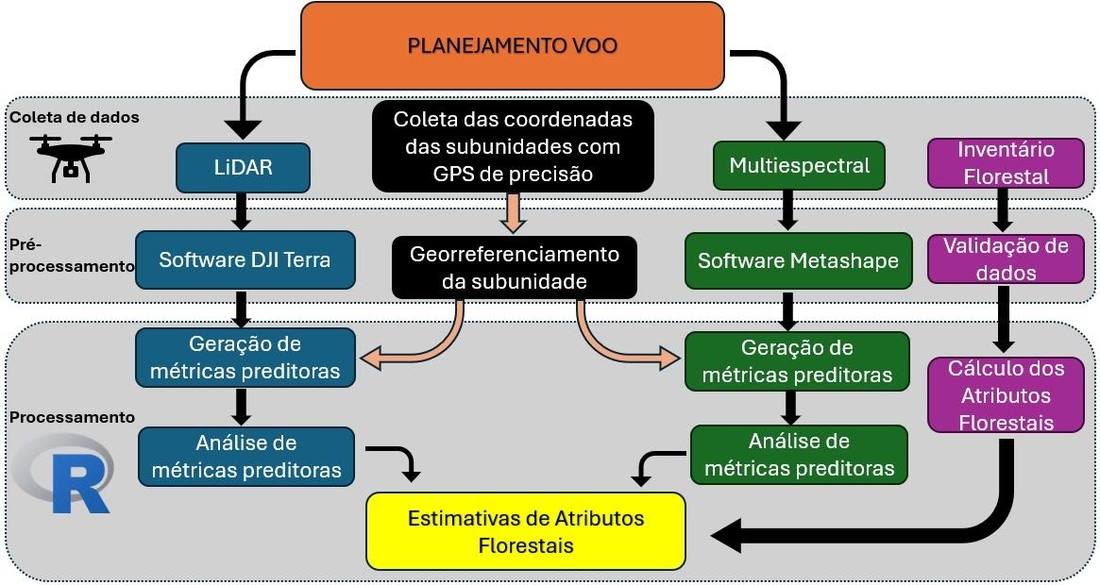 PLANEJAMENTO VOO
Coleta de dados
LiDAR
Coleta das coordenadas
das subunidades com
GPS de precisão
Multiespectral
Inventário
Florestal
Pré-
processamento
Software DJI Terra
Georreferenciamento
da subunidade
Software Metashape
Validação de
dados
Processamento
Geração de
métricas preditoras
Geração de
métricas preditoras
Cálculo dos
Atributos
Florestais
Análise de
métricas preditoras
Análise de
métricas preditoras
R
Estimativas de Atributos
Florestais